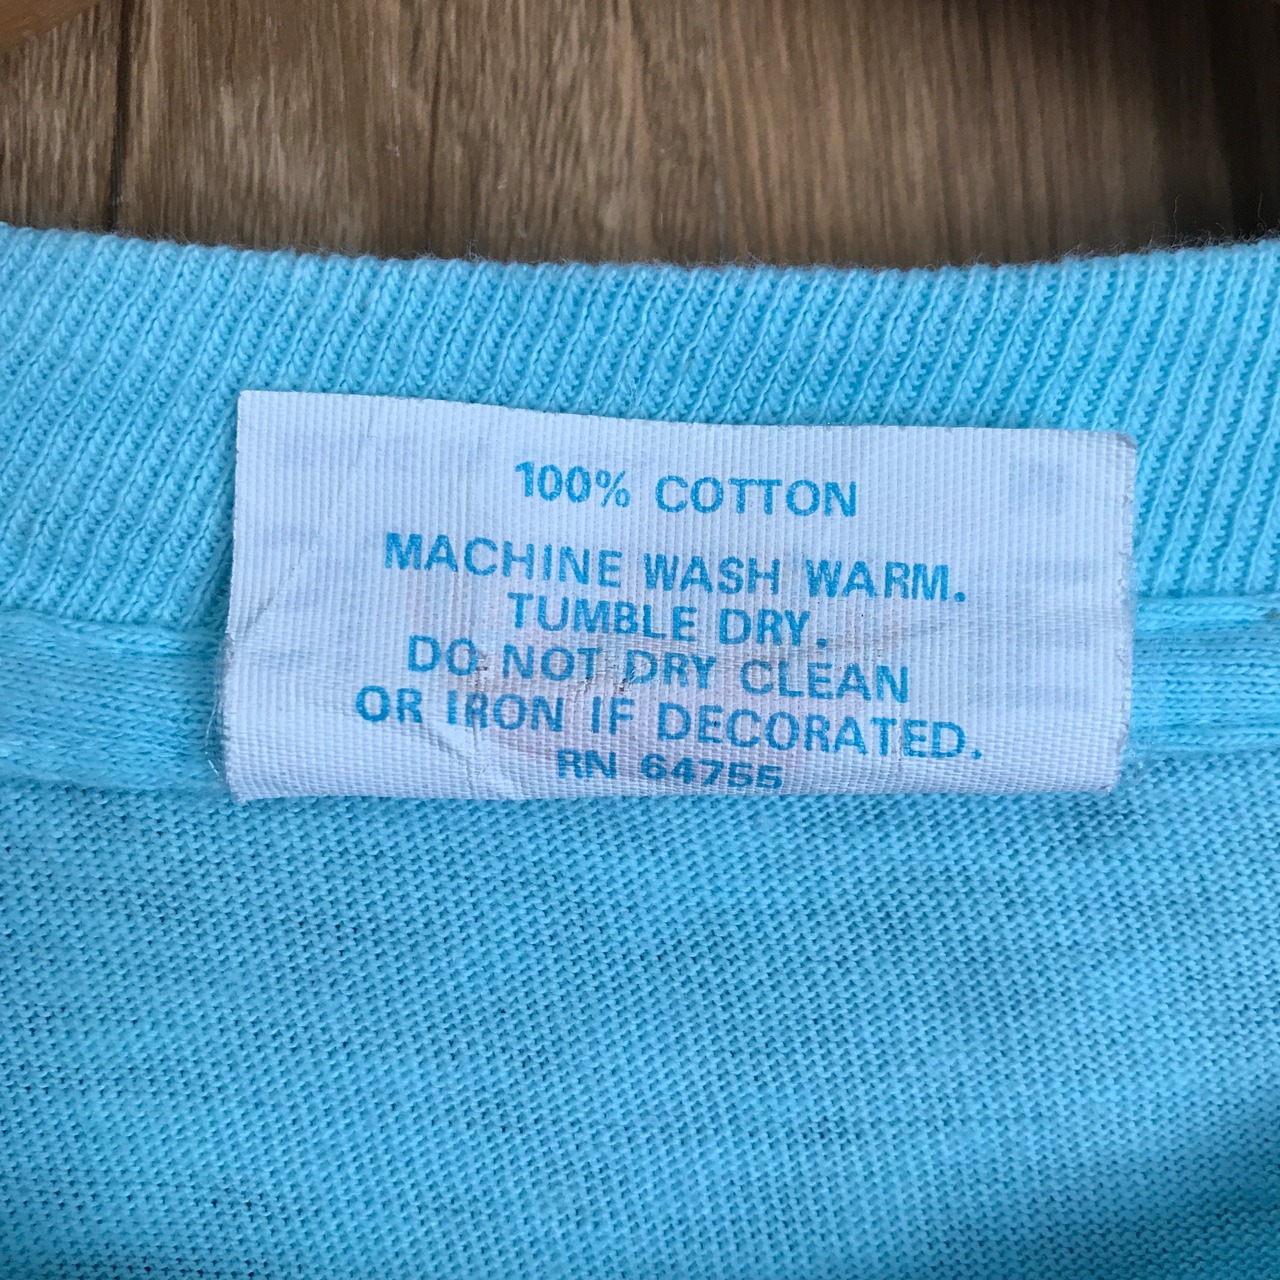 100% COTTON
MACHINE WASH WARM.
TUMBLE DRY.
DO NOT DRY CLEAN
OR IRON IF DECORATED.
RN 64755